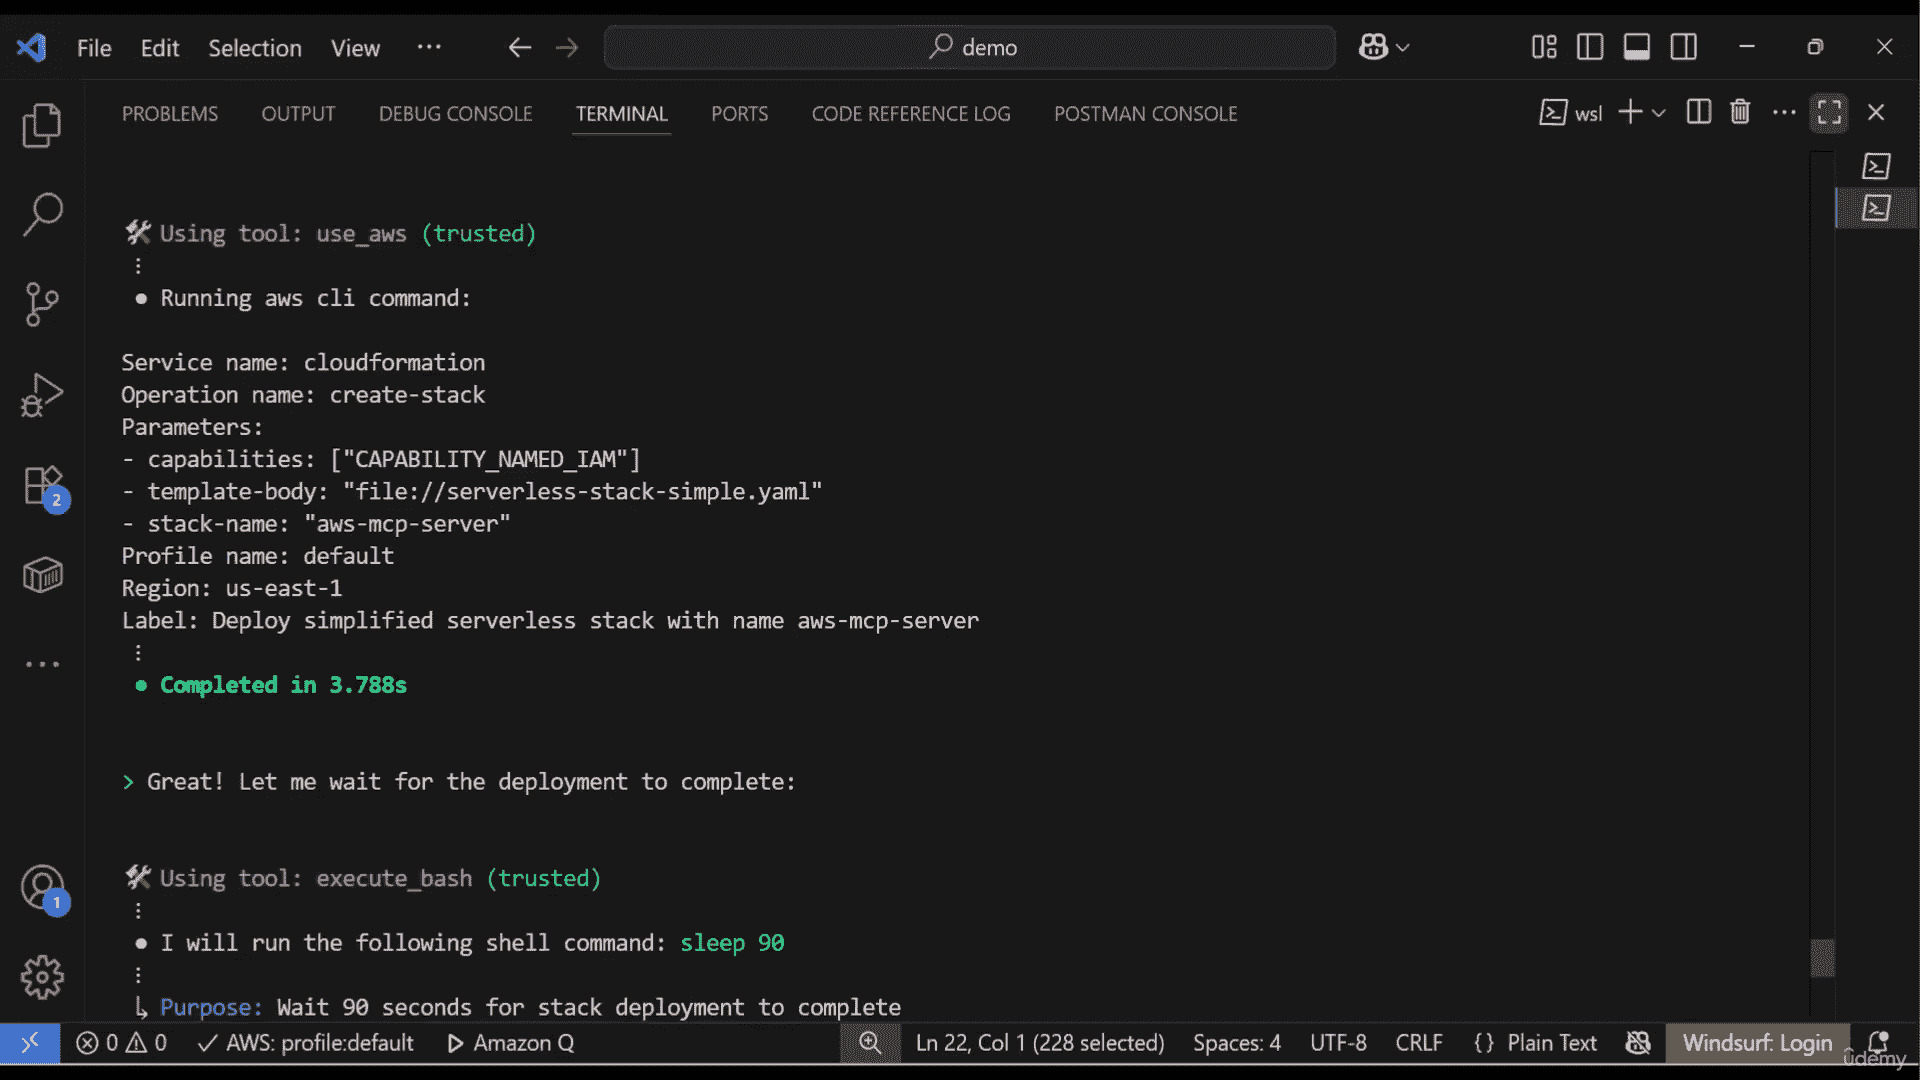 File Edit Selection View ··· demo
PROBLEMS OUTPUT DEBUG CONSOLE TERMINAL PORTS CODE REFERENCE LOG POSTMAN CONSOLE wsl
Using tool: use_aws (trusted)
⋮
● Running aws cli command:
Service name: cloudformation
Operation name: create-stack
Parameters:
- capabilities: ["CAPABILITY_NAMED_IAM"]
- template-body: "file://serverless-stack-simple.yaml"
- stack-name: "aws-mcp-server"
Profile name: default
Region: us-east-1
Label: Deploy simplified serverless stack with name aws-mcp-server
⋮
● Completed in 3.788s
> Great! Let me wait for the deployment to complete:
Using tool: execute_bash (trusted)
⋮
● I will run the following shell command: sleep 90
⋮
↳ Purpose: Wait 90 seconds for stack deployment to complete
2
1
0 0 AWS: profile:default Amazon Q Ln 22, Col 1 (228 selected) Spaces: 4 UTF-8 CRLF {} Plain Text Windsurf: Login
ûdemy